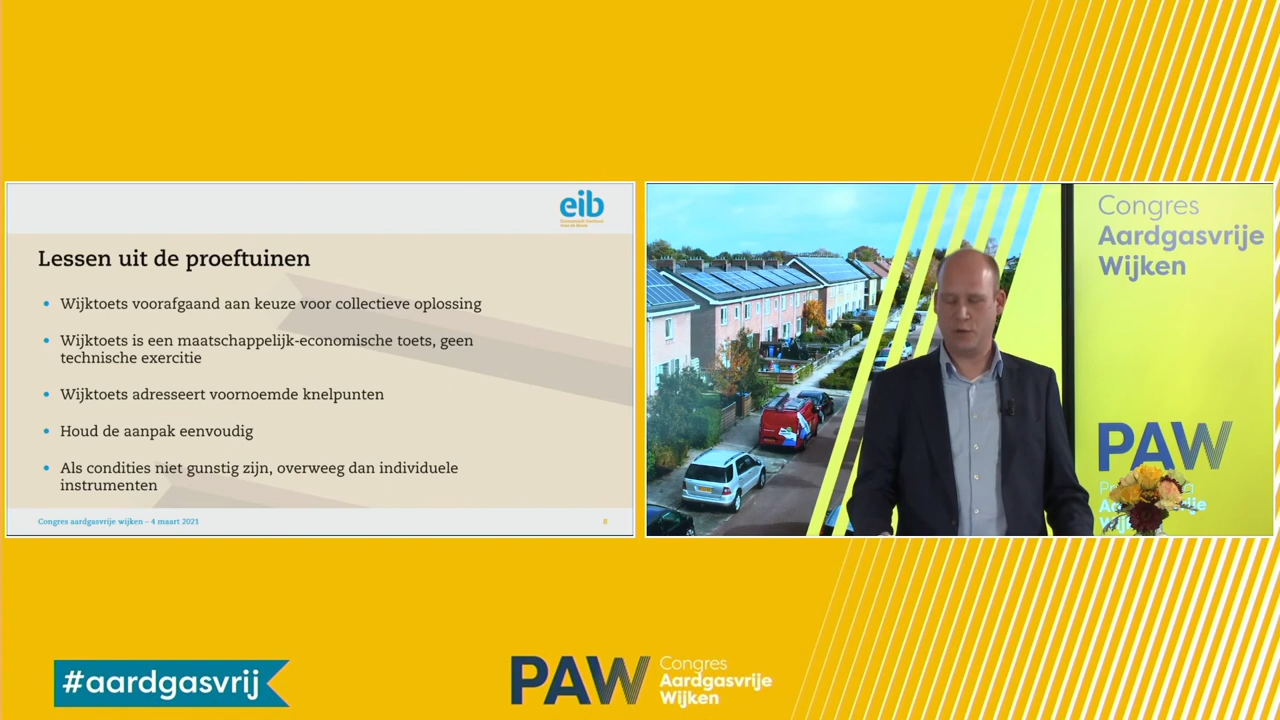 eib
Lessen uit de proeftuinen
Wijktoets voorafgaand aan keuze voor collectieve oplossing
Wijktoets is een maatschappelijk-economische toets, geen
technische exercitie
Wijktoets adresseert voornoemde knelpunten
Houd de aanpak eenvoudig
Als condities niet gunstig zijn, overweeg dan individuele
instrumenten
Congres aardgasvrije wijken – 4 maart 2021
8
Congres
Aardgasvrije
Wijken
PAW
#aardgasvrij
PAW
Congres
Aardgasvrije
Wijken